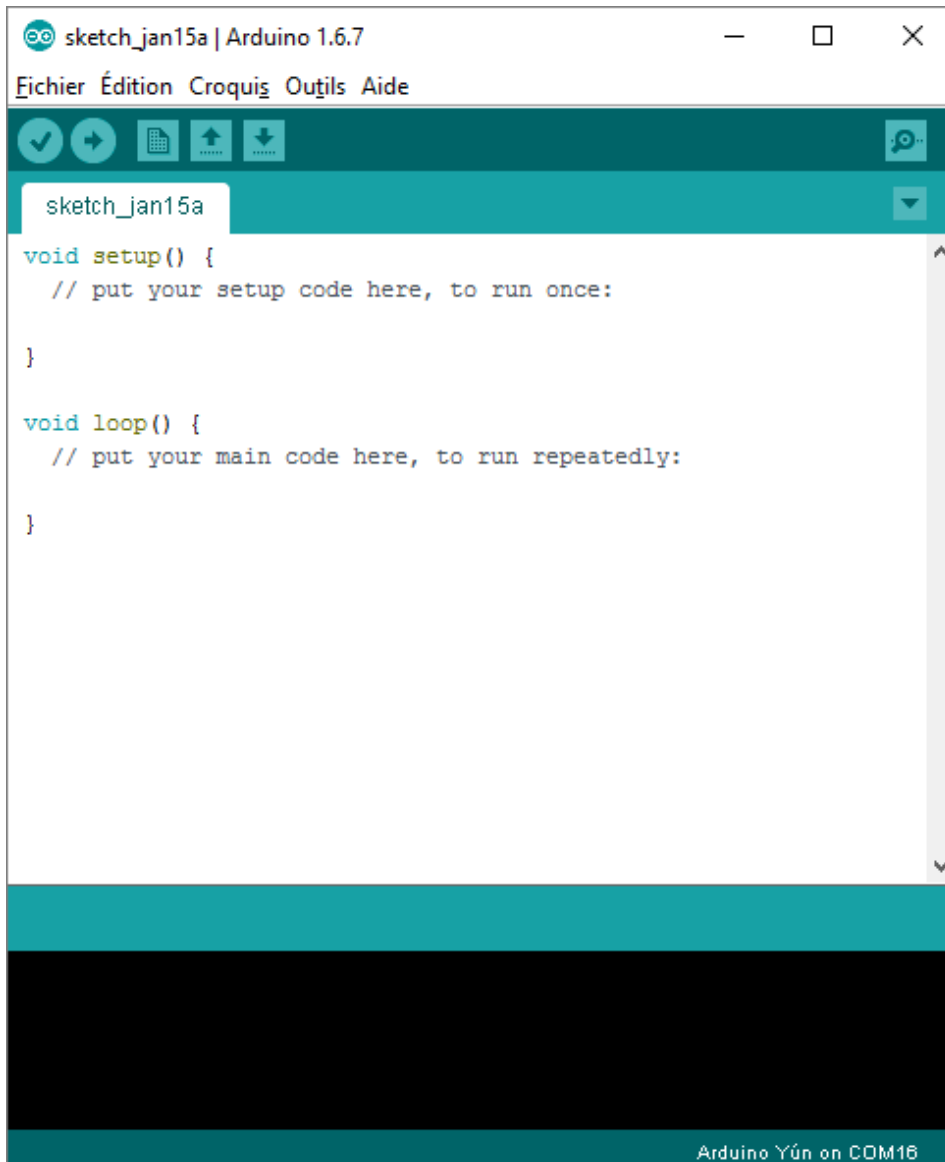 sketch_jan15a | Arduino 1.6.7
Fichier Édition Croquis Outils Aide
sketch_jan15a
void setup() {
  // put your setup code here, to run once:
}
void loop() {
  // put your main code here, to run repeatedly:
}
Arduino Yún on COM16